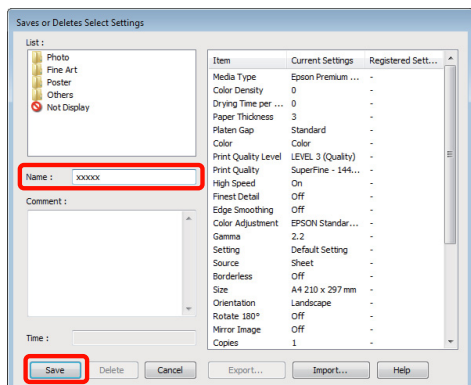 Saves or Deletes Select Settings
List :
Photo
Fine Art
Poster
Others
Not Display
Name :
xxxxx
Comment :
Time :
Item Current Settings Registered Sett...
Media Type Epson Premium ... -
Color Density 0 -
Drying Time per ... 0 -
Paper Thickness 3 -
Platen Gap Standard -
Color Color -
Print Quality Level LEVEL 3 (Quality) -
Print Quality SuperFine - 144... -
High Speed On -
Finest Detail Off -
Edge Smoothing Off -
Color Adjustment EPSON Standar... -
Gamma 2.2 -
Setting Default Setting -
Source Sheet -
Borderless Off -
Size A4 210 x 297 mm -
Orientation Landscape -
Rotate 180° Off -
Mirror Image Off -
Copies 1 -
Save Delete Cancel Export... Import... Help